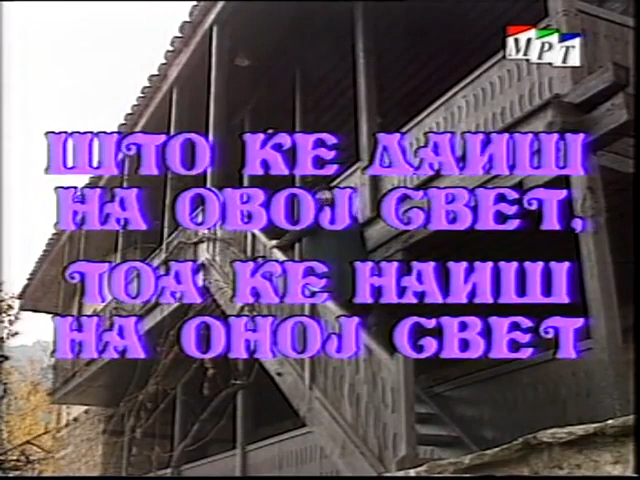 МРТ
ШТО ЌЕ ДАИШ
НА ОВОЈ СВЕТ,
ТОА ЌЕ НАИШ
НА ОНОЈ СВЕТ